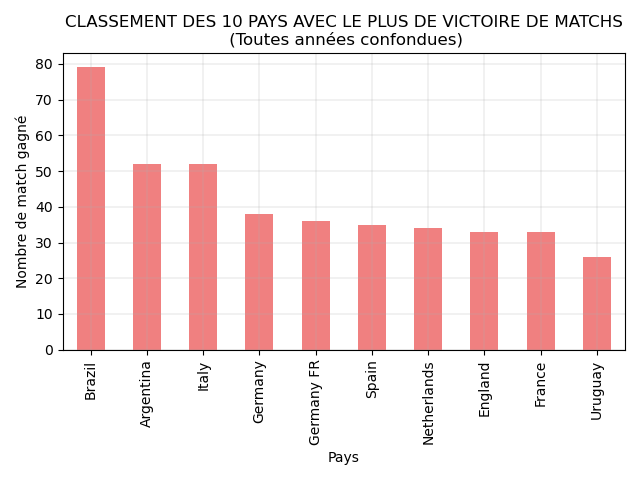 CLASSEMENT DES 10 PAYS AVEC LE PLUS DE VICTOIRE DE MATCHS
(Toutes années confondues)
Nombre de match gagné
80
70
60
50
40
30
20
10
0
Brazil
Argentina
Italy
Germany
Germany FR
Spain
Netherlands
England
France
Uruguay
Pays